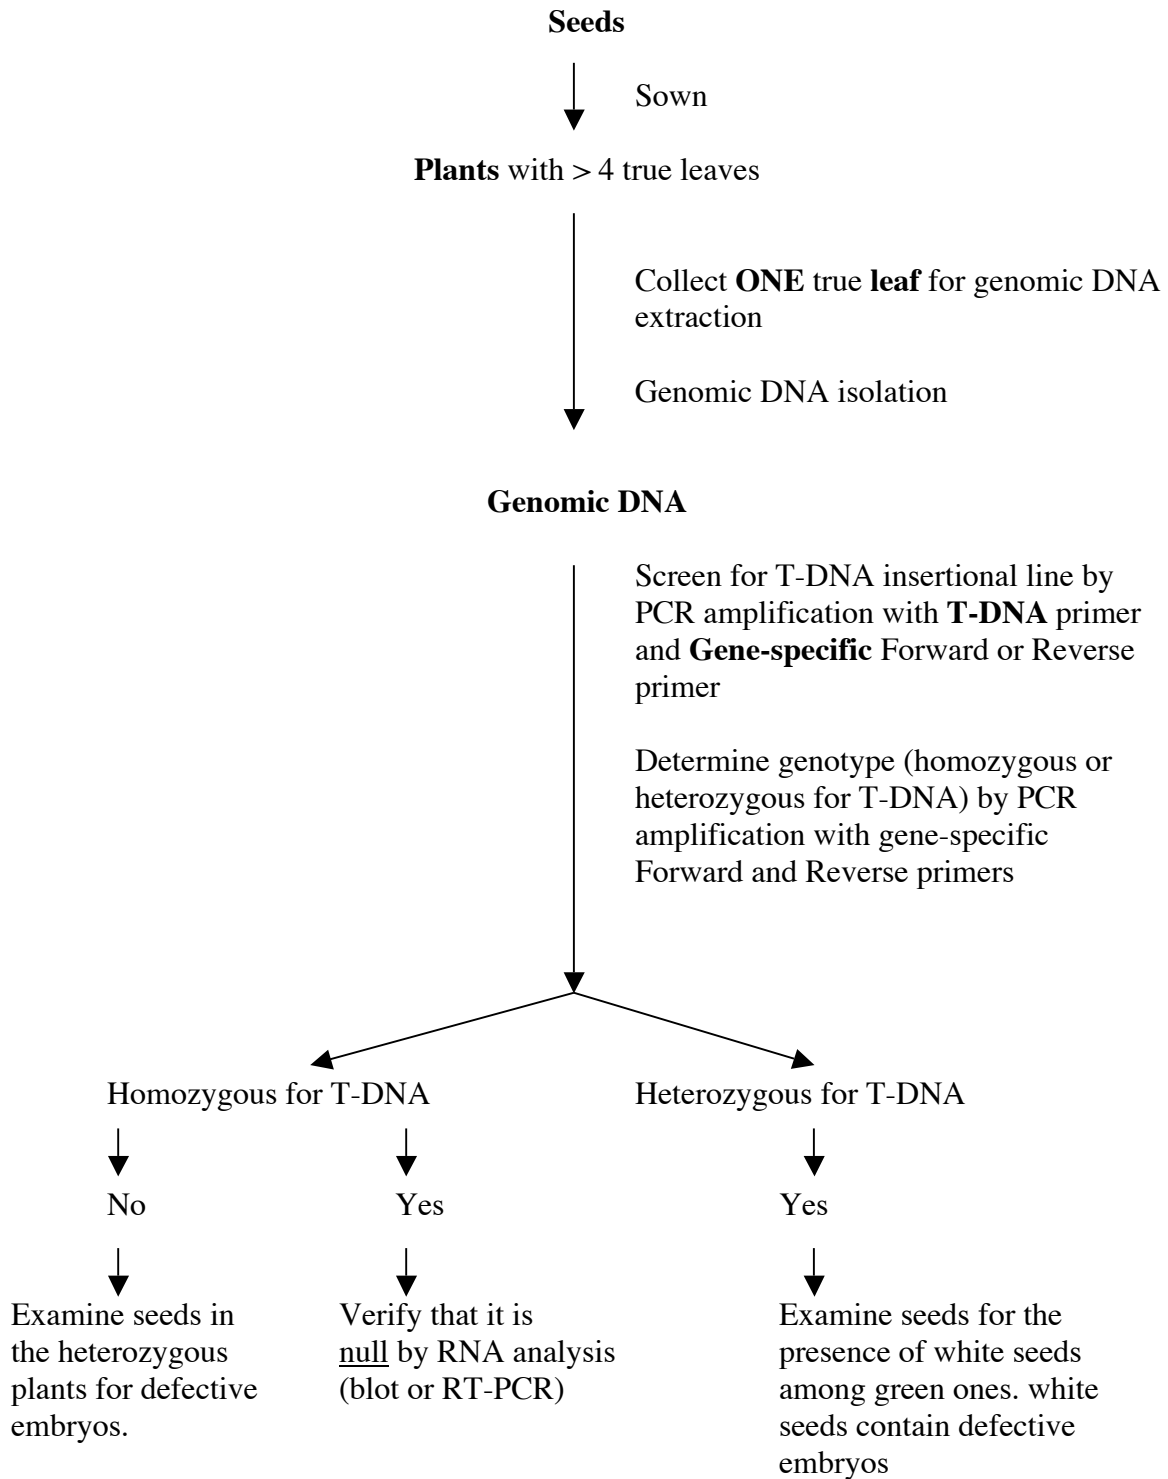 Seeds
Sown
Plants with > 4 true leaves
Collect ONE true leaf for genomic DNA
extraction
Genomic DNA isolation
Genomic DNA
Screen for T-DNA insertional line by
PCR amplification with T-DNA primer
and Gene-specific Forward or Reverse
primer
Determine genotype (homozygous or
heterozygous for T-DNA) by PCR
amplification with gene-specific
Forward and Reverse primers
Homozygous for T-DNA
Heterozygous for T-DNA
No
Yes
Yes
Examine seeds in
the heterozygous
plants for defective
embryos.
Verify that it is
null by RNA analysis
(blot or RT-PCR)
Examine seeds for the
presence of white seeds
among green ones. white
seeds contain defective
embryos